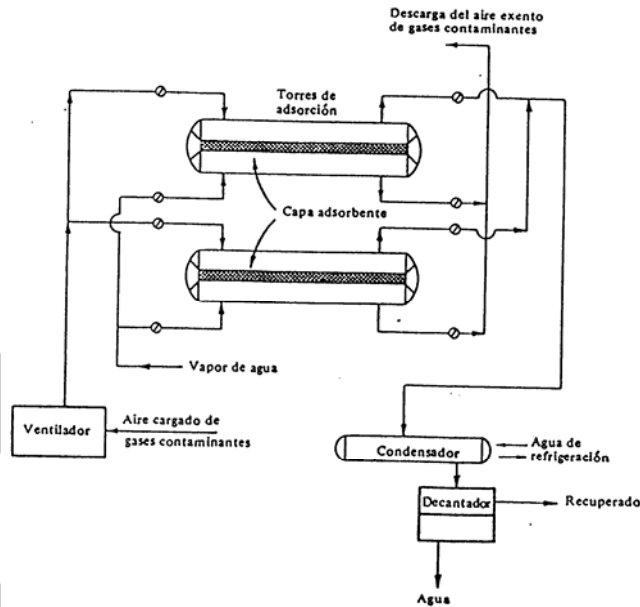 Descarga del aire exento
de gases contaminantes
Torres de
adsorción
Capa adsorbente
Vapor de agua
Ventilador
Aire cargado de
gases contaminantes
Condensador
Agua de
refrigeración
Decantador
Recuperado
Agua